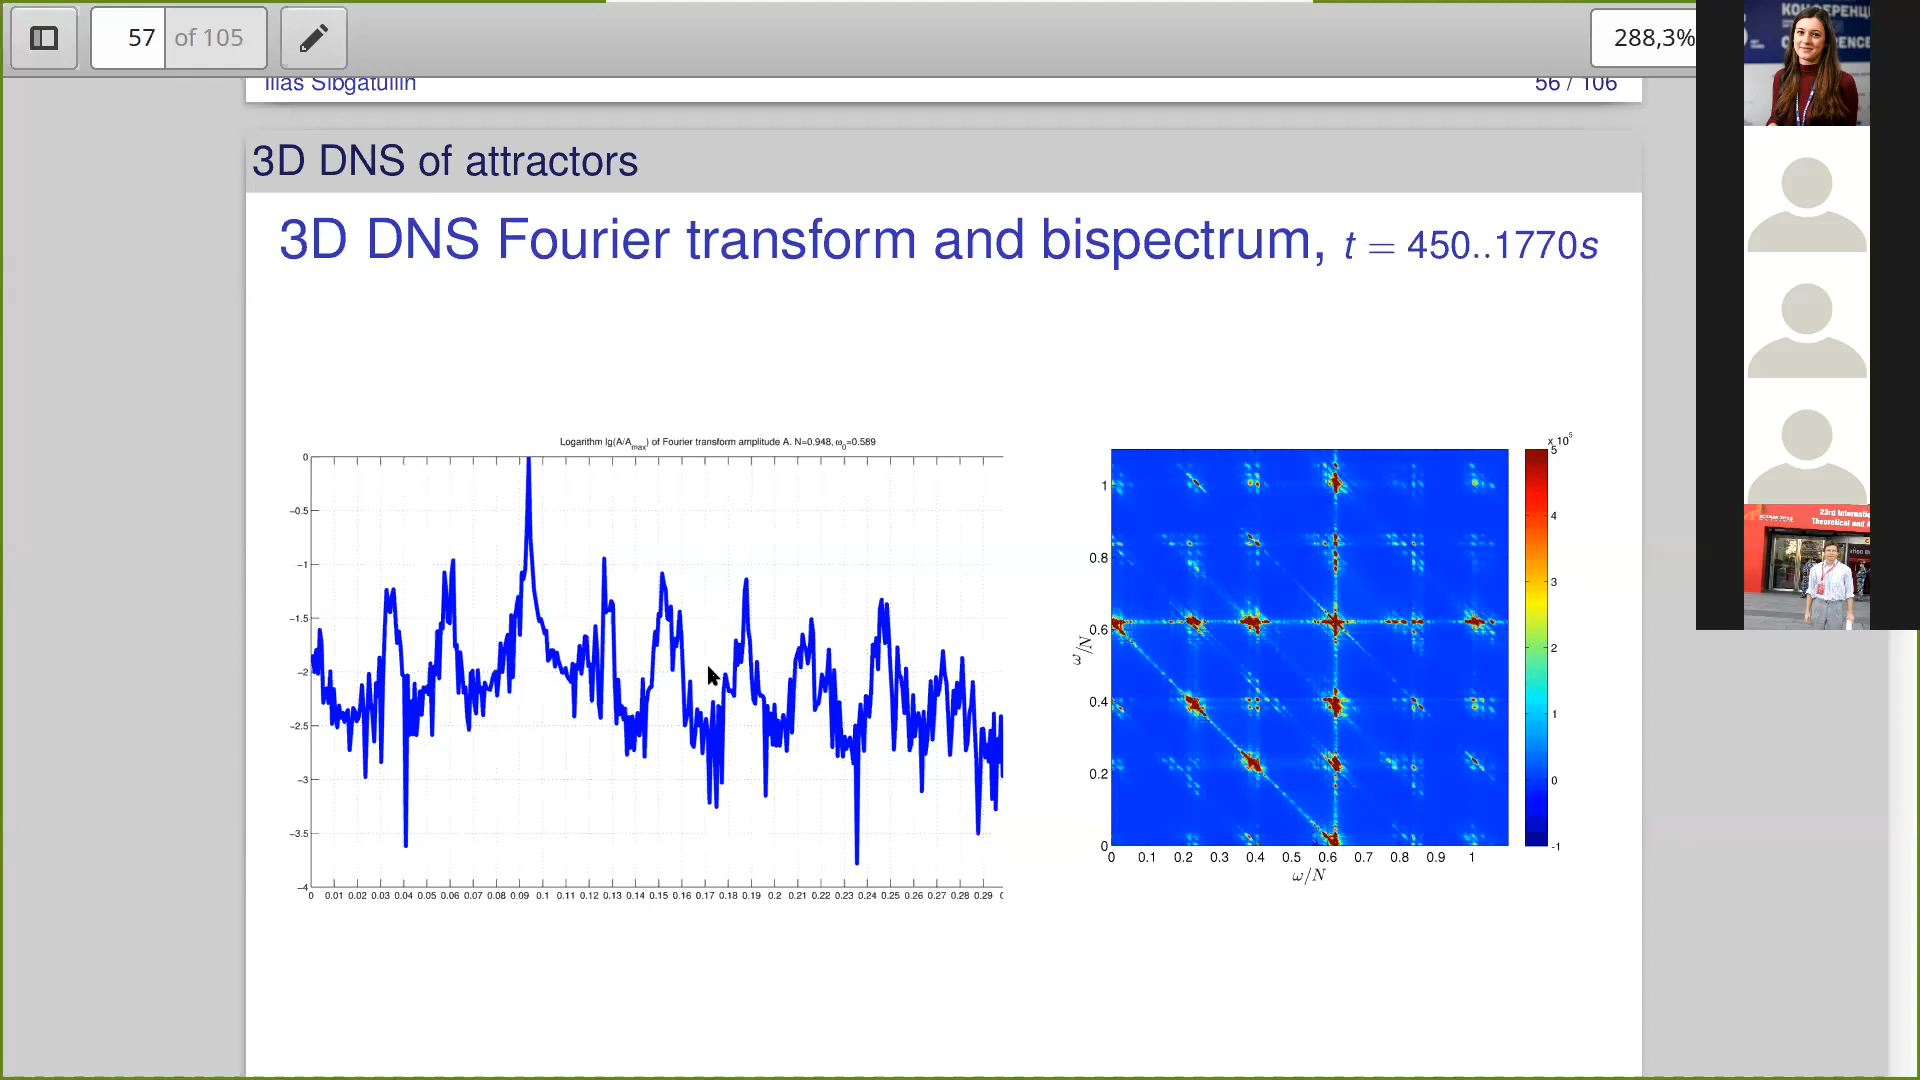 57 of 105
288,3%
Ilias Sibgatullin 56 / 106
3D DNS of attractors
3D DNS Fourier transform and bispectrum, t = 450..1770s
Logarithm lg(A/Amax) of Fourier transform amplitude A. N=0.948, ω0=0.589
0
−0.5
−1
−1.5
−2
−2.5
−3
−3.5
−4
0 0.01 0.02 0.03 0.04 0.05 0.06 0.07 0.08 0.09 0.1 0.11 0.12 0.13 0.14 0.15 0.16 0.17 0.18 0.19 0.2 0.21 0.22 0.23 0.24 0.25 0.26 0.27 0.28 0.29
x 10^5
1
0.8
0.6
0.4
0.2
0
ω/N
0 0.1 0.2 0.3 0.4 0.5 0.6 0.7 0.8 0.9 1
ω/N
5
4
3
2
1
0
-1
КОНФЕРЕНЦ
23rd Internati
Theoretical and A